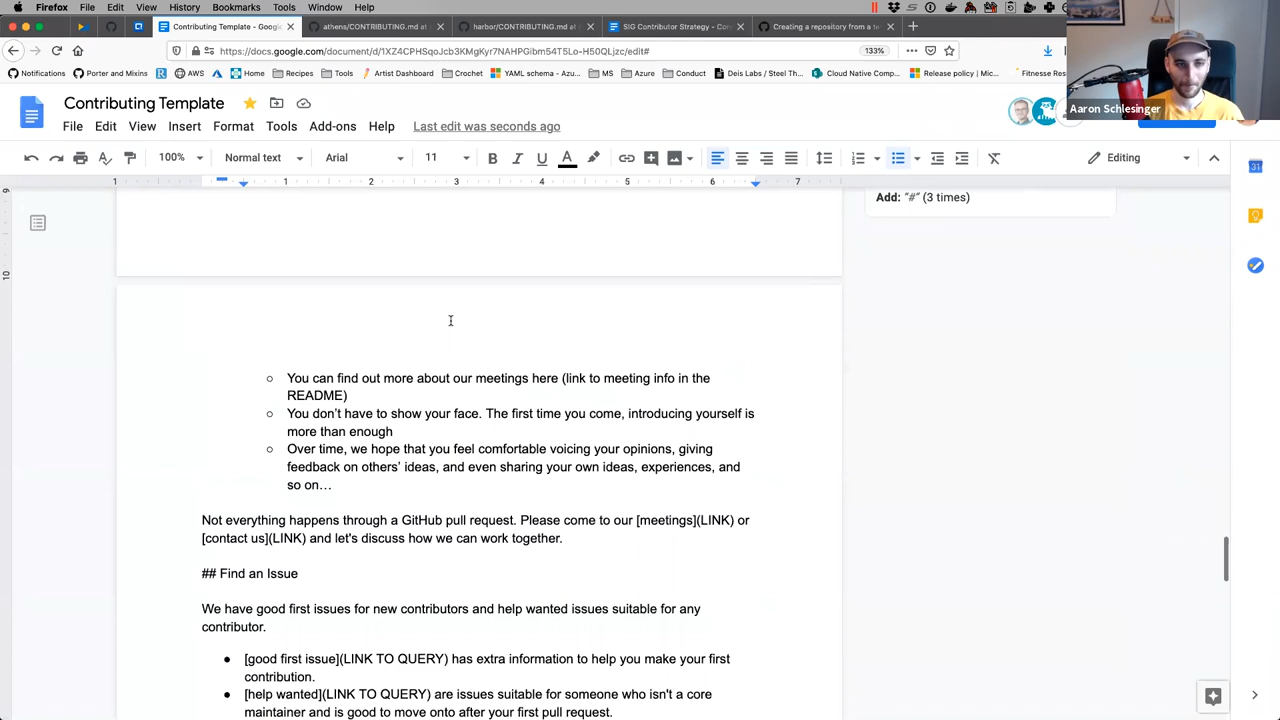 Firefox File Edit View History Bookmarks Tools Window Help
Contributing Template - Googl
athens/CONTRIBUTING.md at
harbor/CONTRIBUTING.md at
SIG Contributor Strategy - Con
Creating a repository from a te
https://docs.google.com/document/d/1XZ4CPHSqoJcb3KMgKyr7NAHPGibm54T5Lo-H50QLjzc/edit#
133%
Notifications Porter and Mixins AWS Home Recipes Tools Artist Dashboard Crochet YAML schema - Azu... MS Azure Conduct Deis Labs / Steel Th... Cloud Native Comp... Release policy | Mic... Fitnesse Res
Aaron Schlesinger
Contributing Template
File Edit View Insert Format Tools Add-ons Help Last edit was seconds ago
100% Normal text Arial 11 Editing
1 1 2 3 4 5 6 7
9
10
Add: “#” (3 times)
You can find out more about our meetings here (link to meeting info in the
README)
You don’t have to show your face. The first time you come, introducing yourself is
more than enough
Over time, we hope that you feel comfortable voicing your opinions, giving
feedback on others’ ideas, and even sharing your own ideas, experiences, and
so on…
Not everything happens through a GitHub pull request. Please come to our [meetings](LINK) or
[contact us](LINK) and let's discuss how we can work together.
## Find an Issue
We have good first issues for new contributors and help wanted issues suitable for any
contributor.
[good first issue](LINK TO QUERY) has extra information to help you make your first
contribution.
[help wanted](LINK TO QUERY) are issues suitable for someone who isn't a core
maintainer and is good to move onto after your first pull request.